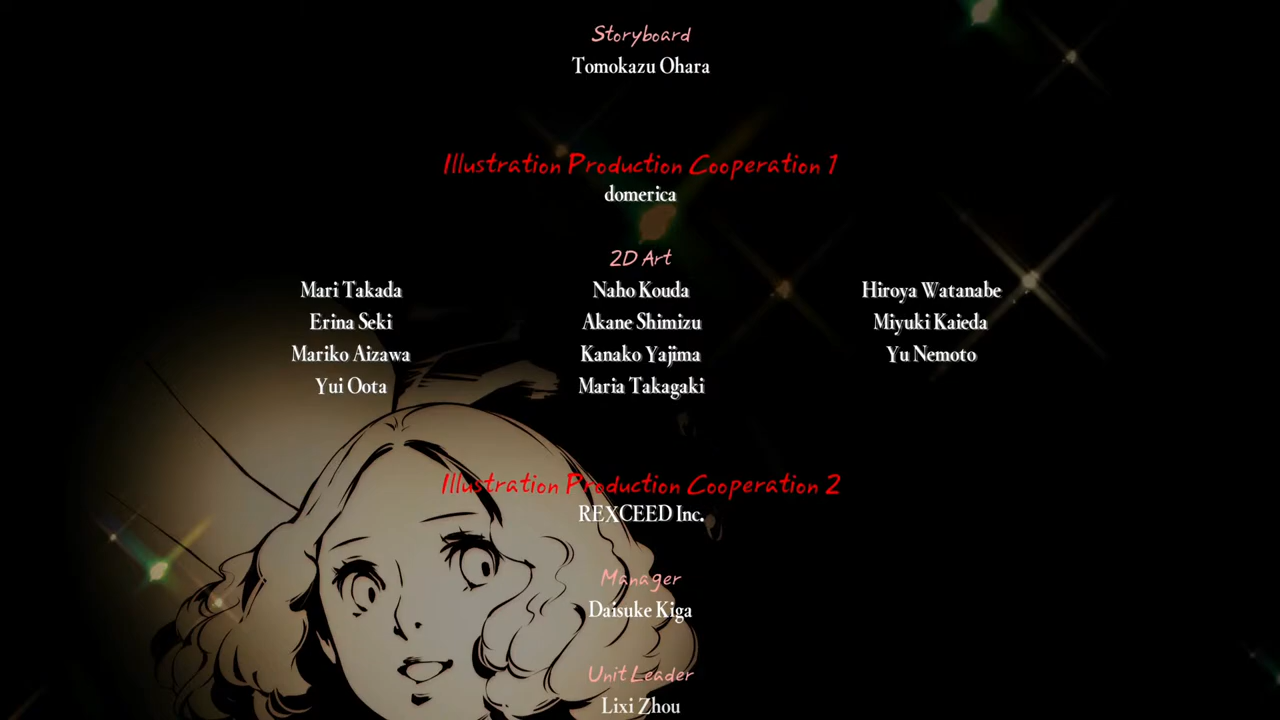 Storyboard
Tomokazu Ohara
Illustration Production Cooperation 1
domerica
2D Art
Mari Takada Naho Kouda Hiroya Watanabe
Erina Seki Akane Shimizu Miyuki Kaieda
Mariko Aizawa Kanako Yajima Yu Nemoto
Yui Oota Maria Takagaki
Illustration Production Cooperation 2
REXCEED Inc.
Manager
Daisuke Kiga
Unit Leader
Lixi Zhou